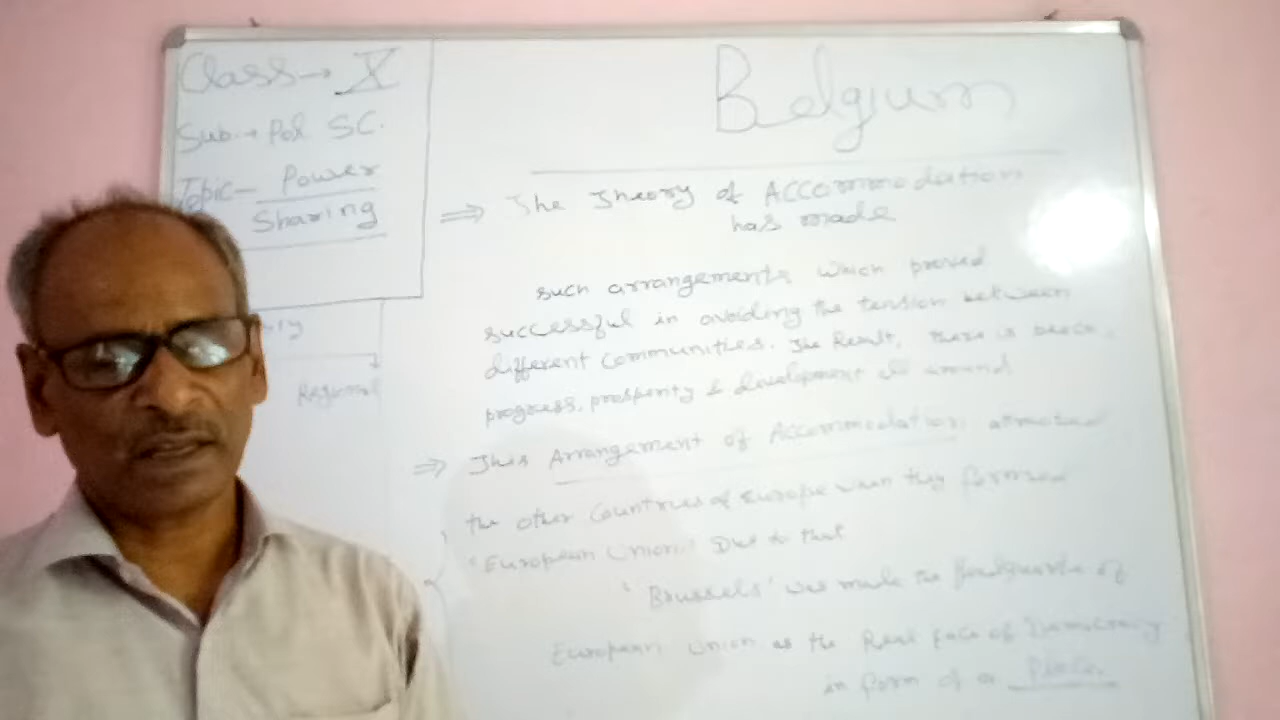 Class → X
Sub → Pol SC.
Topic - Power
Sharing
Regional
Belgium
⇒ The Theory of Accommodation
has made
such arrangements which proved
successful in avoiding the tension between
different communities. The Result, there is peace,
progress, prosperity & development all around
⇒ This Arrangement of Accommodation attracted
the other Countries of Europe when they formed
'European Union'. Due to that
'Brussels' was made the Headquarter of
European Union as the Real face of Democracy
in form of a